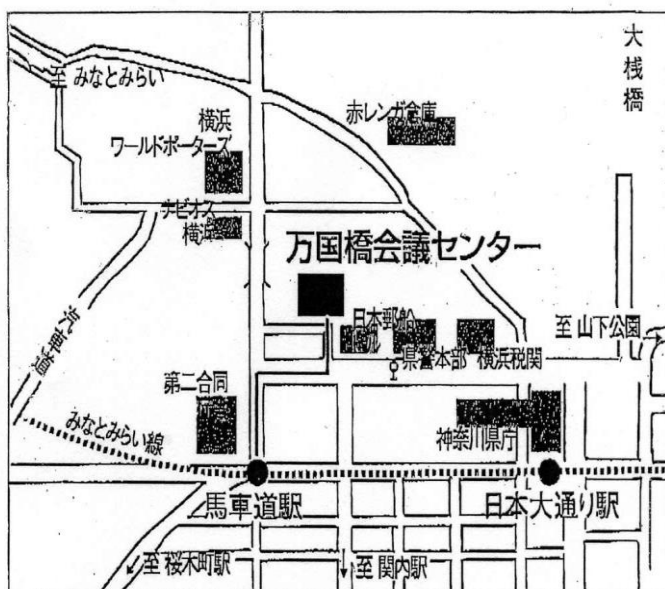 大桟橋
至 みなとみらい
赤レンガ倉庫
横浜
ワールドポーターズ
ナビオス
横浜
万国橋会議センター
汽車道
日本郵船
至 山下公園
県警本部 横浜税関
第二合同
みなとみらい線
神奈川県庁
馬車道駅
日本大通り駅
至 桜木町駅
至 関内駅